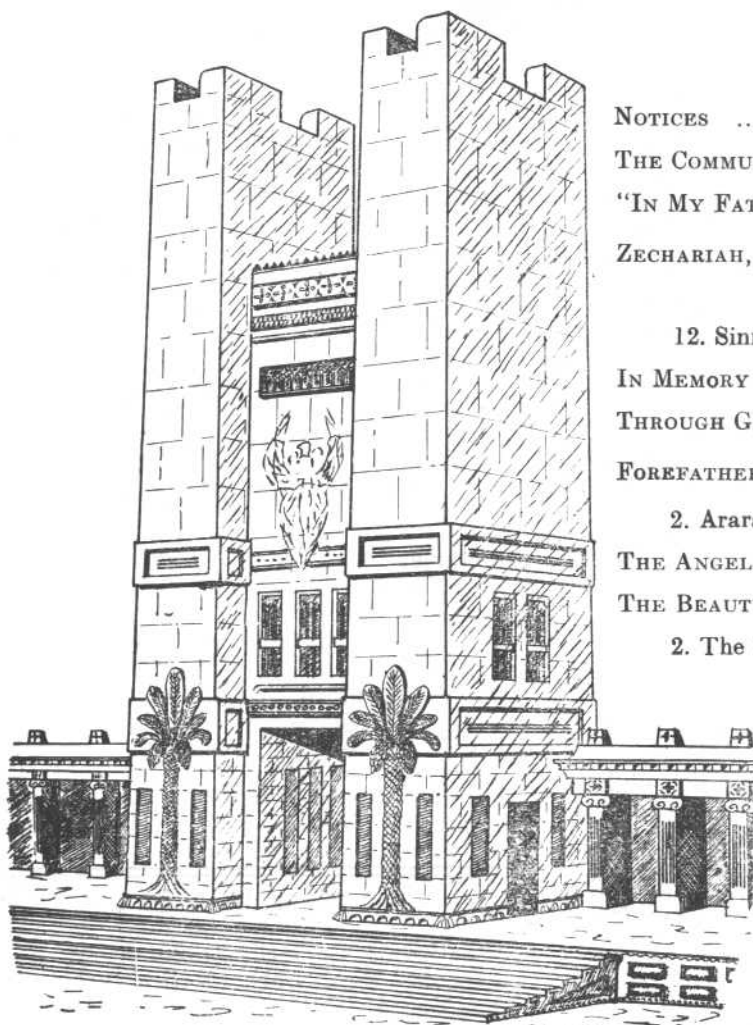 NOTICES ..
THE COMMU
"IN MY FAT
ZECHARIAH,
12. Sin
IN MEMORY
THROUGH G
FOREFATHER
2. Arara
THE ANGEL
THE BEAUT
2. The